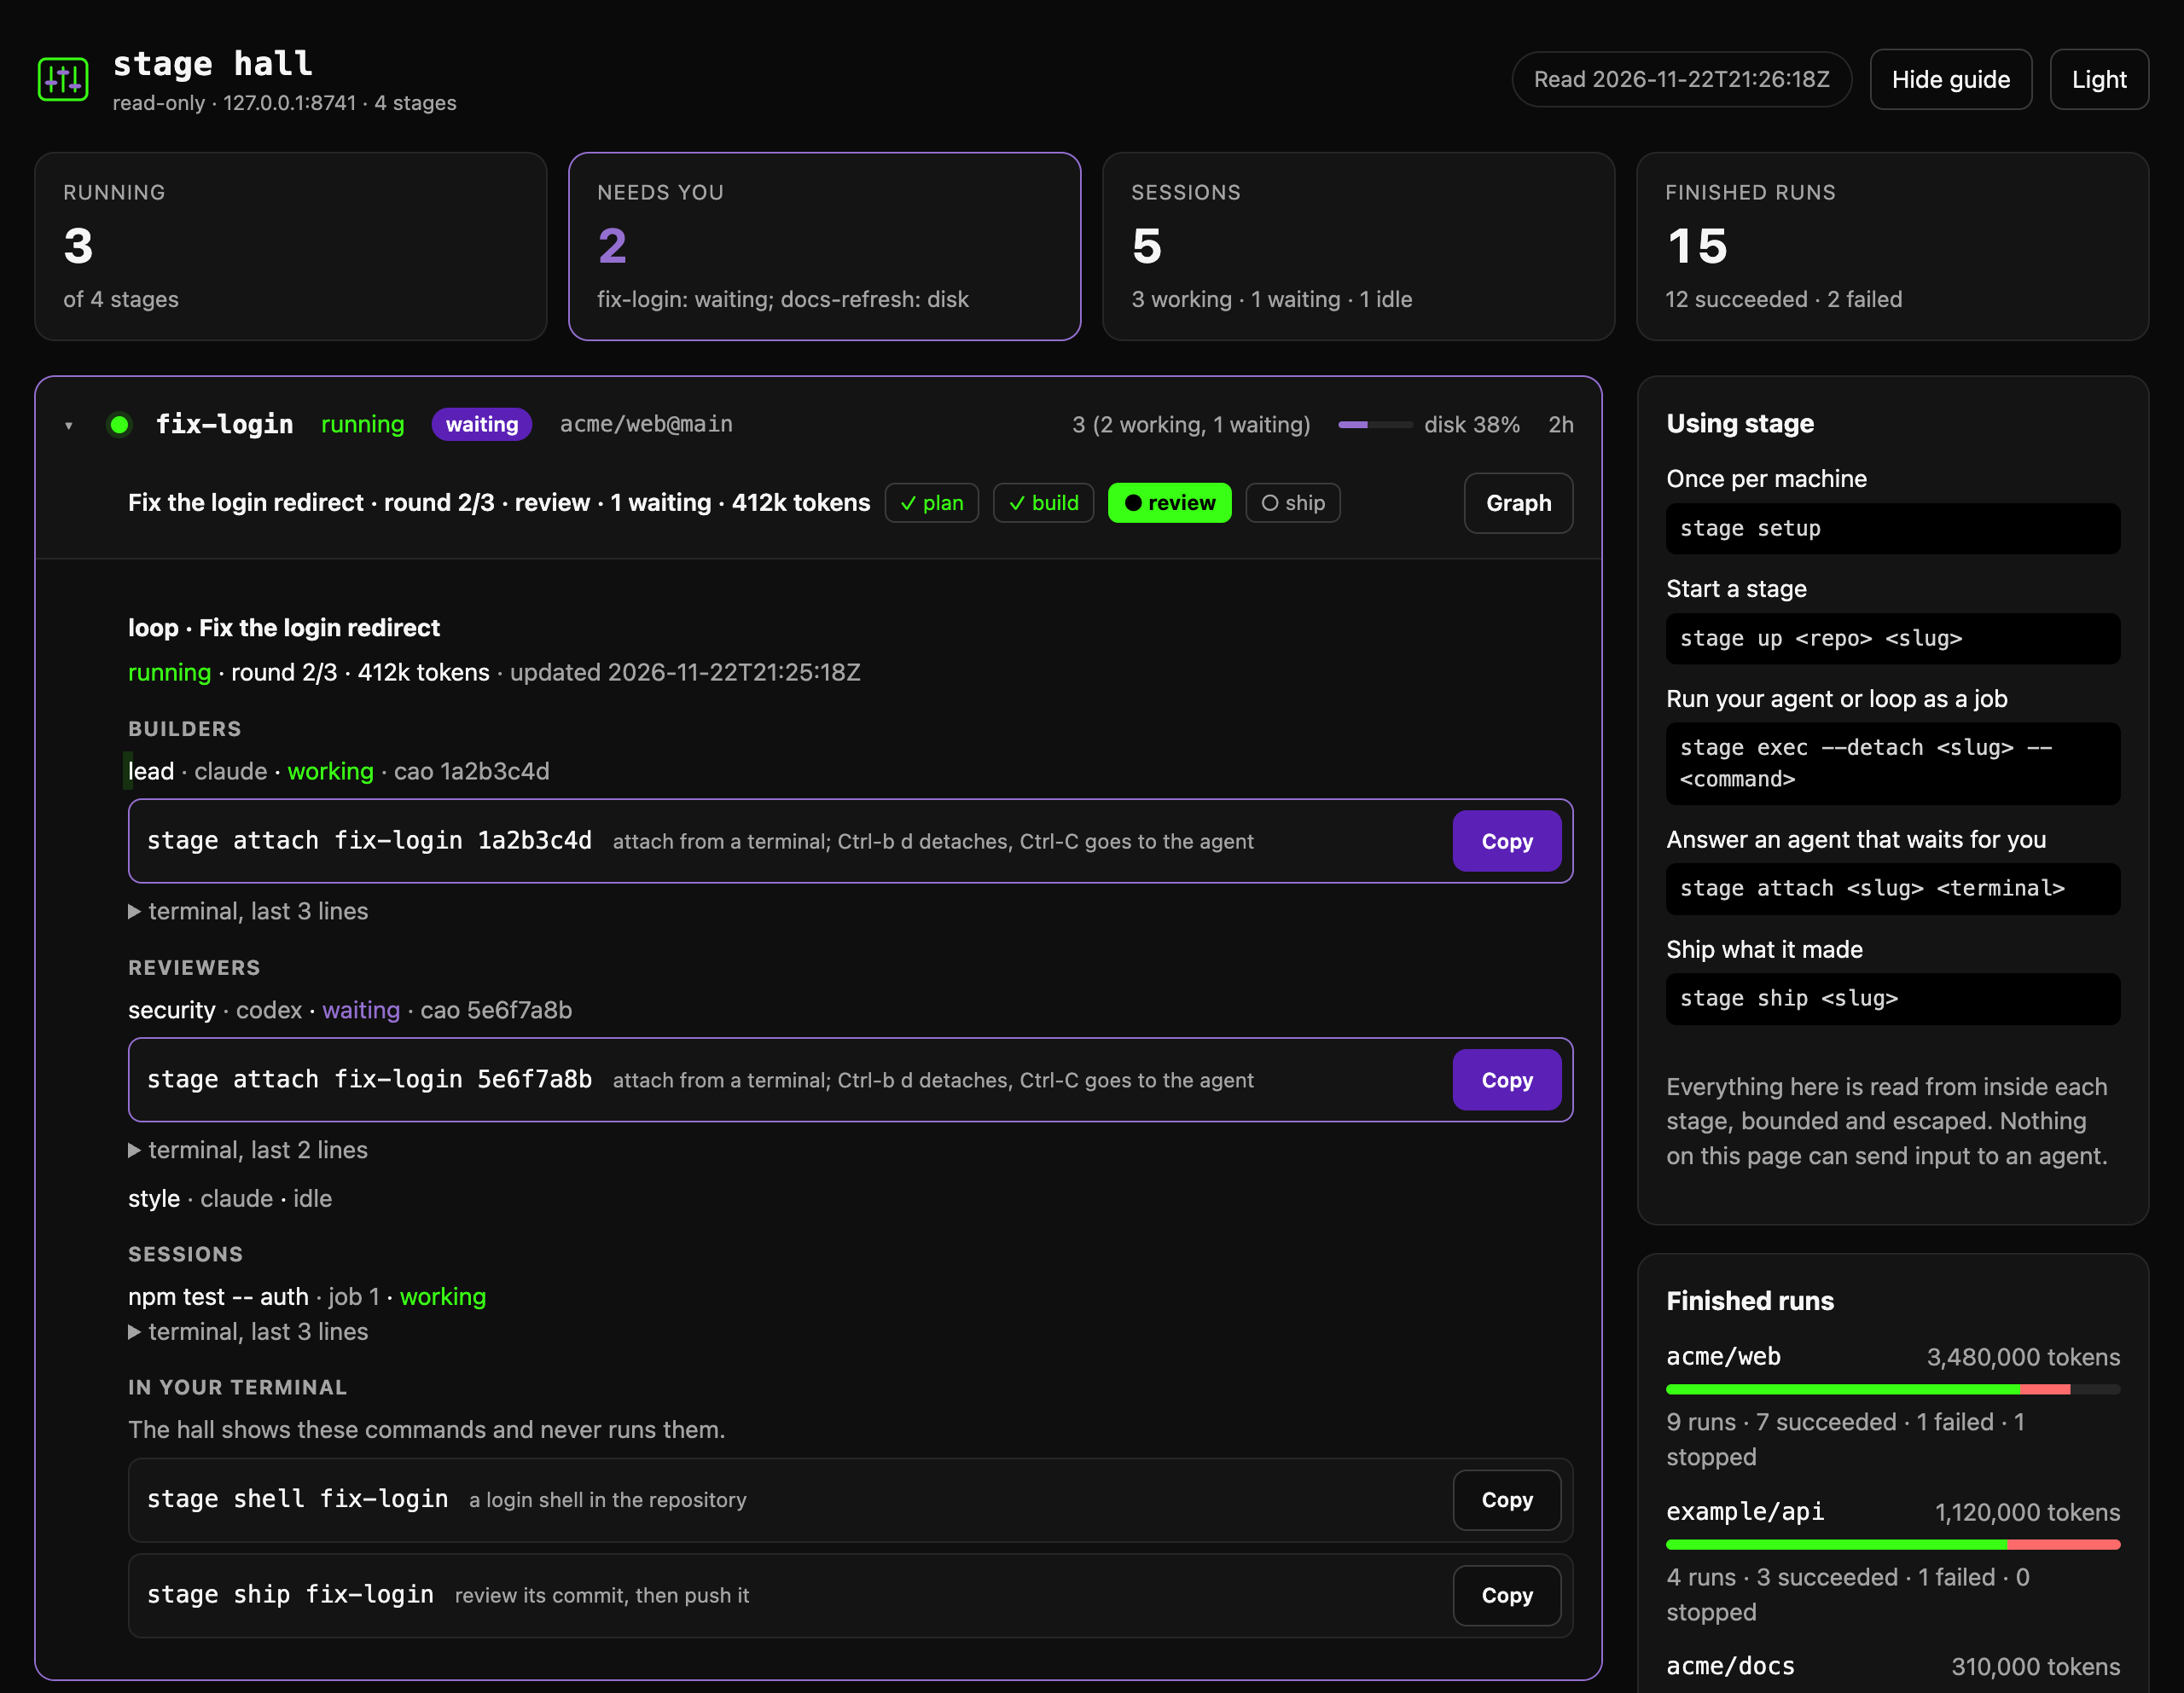 stage hall
read-only · 127.0.0.1:8741 · 4 stages
Read 2026-11-22T21:26:18Z
Hide guide
Light
RUNNING
3
of 4 stages
NEEDS YOU
2
fix-login: waiting; docs-refresh: disk
SESSIONS
5
3 working · 1 waiting · 1 idle
FINISHED RUNS
15
12 succeeded · 2 failed
fix-login running waiting acme/web@main 3 (2 working, 1 waiting) disk 38% 2h
Fix the login redirect · round 2/3 · review · 1 waiting · 412k tokens ✓ plan ✓ build ● review ○ ship Graph
loop · Fix the login redirect
running · round 2/3 · 412k tokens · updated 2026-11-22T21:25:18Z
BUILDERS
lead · claude · working · cao 1a2b3c4d
stage attach fix-login 1a2b3c4d attach from a terminal; Ctrl-b d detaches, Ctrl-C goes to the agent Copy
▶ terminal, last 3 lines
REVIEWERS
security · codex · waiting · cao 5e6f7a8b
stage attach fix-login 5e6f7a8b attach from a terminal; Ctrl-b d detaches, Ctrl-C goes to the agent Copy
▶ terminal, last 2 lines
style · claude · idle
SESSIONS
npm test -- auth · job 1 · working
▶ terminal, last 3 lines
IN YOUR TERMINAL
The hall shows these commands and never runs them.
stage shell fix-login a login shell in the repository Copy
stage ship fix-login review its commit, then push it Copy
Using stage
Once per machine
stage setup
Start a stage
stage up <repo> <slug>
Run your agent or loop as a job
stage exec --detach <slug> --
<command>
Answer an agent that waits for you
stage attach <slug> <terminal>
Ship what it made
stage ship <slug>
Everything here is read from inside each
stage, bounded and escaped. Nothing
on this page can send input to an agent.
Finished runs
acme/web 3,480,000 tokens
9 runs · 7 succeeded · 1 failed · 1
stopped
example/api 1,120,000 tokens
4 runs · 3 succeeded · 1 failed · 0
stopped
acme/docs 310,000 tokens